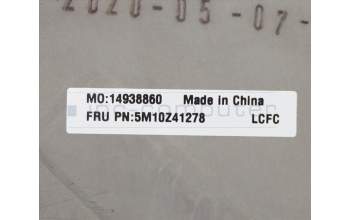 2020-05-07-
MO:14938860 Made in China
FRU PN:5M10Z41278 LCFC